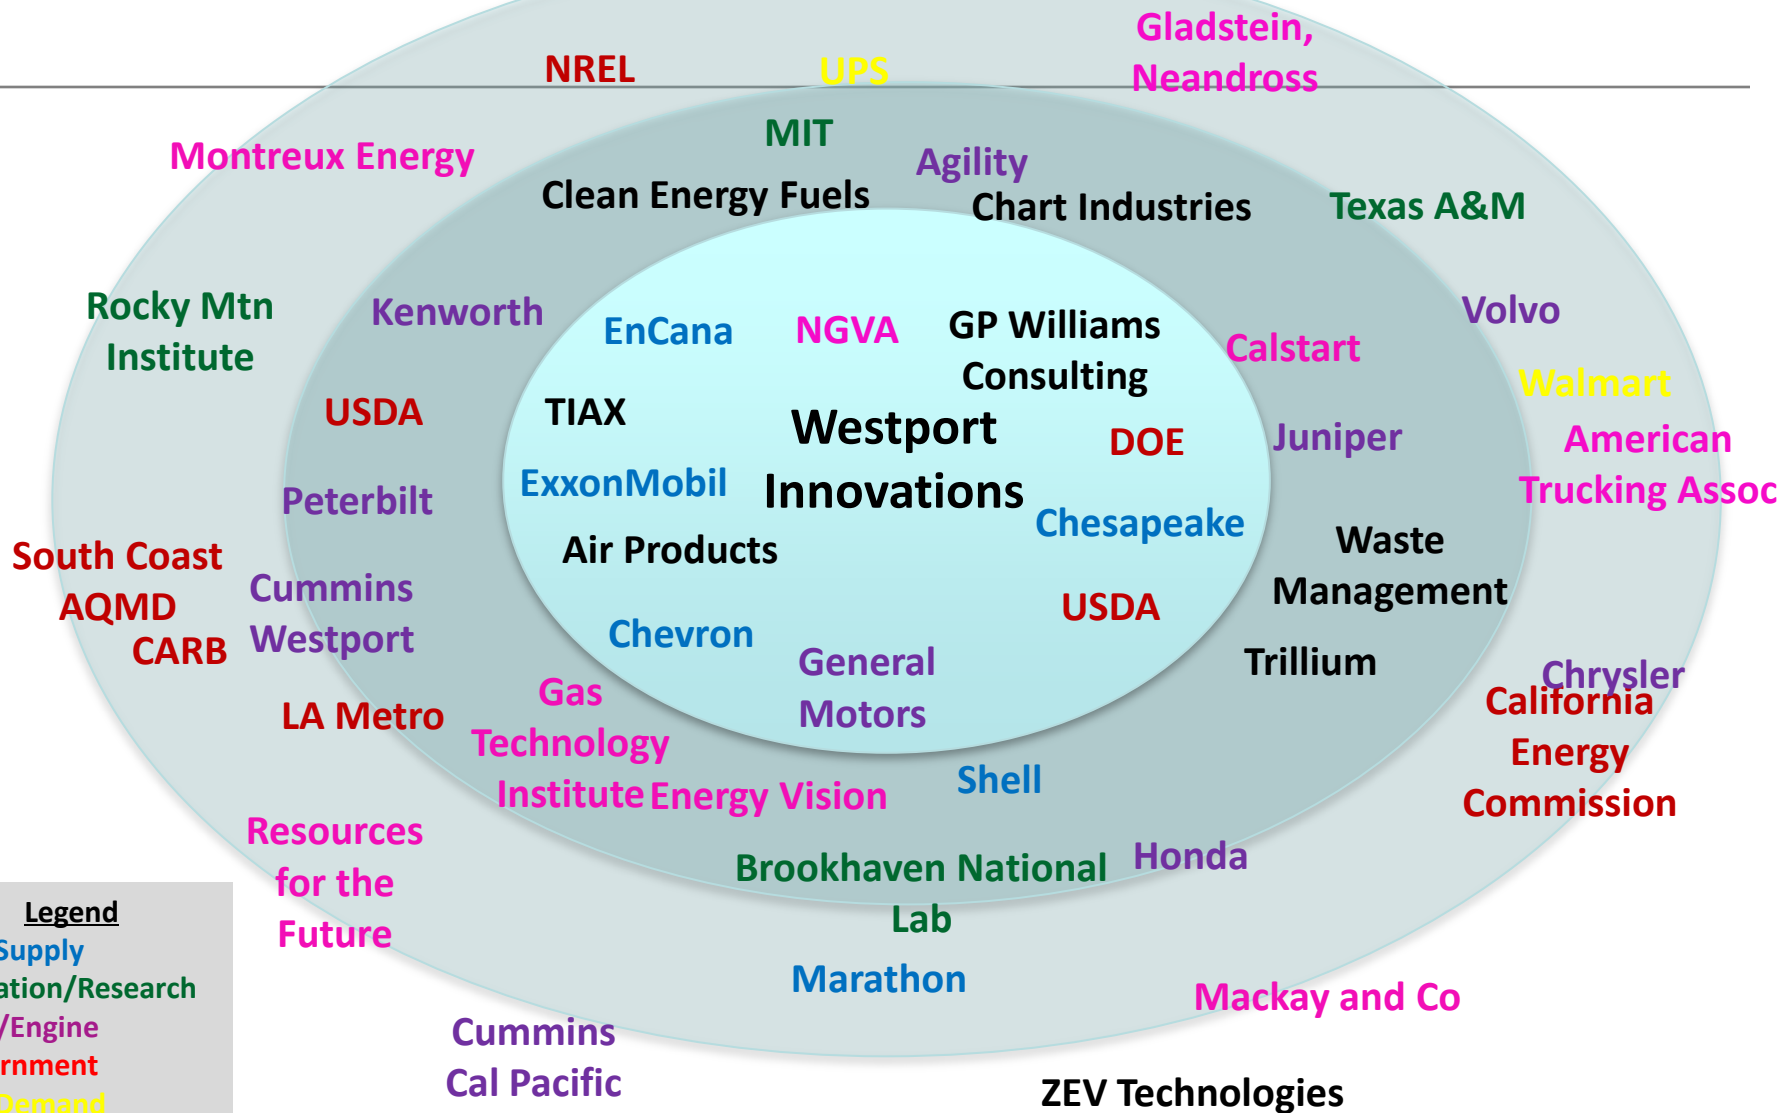 Gladstein,
Neandross
NREL
UPS
MIT
Montreux Energy
Agility
Clean Energy Fuels
Chart Industries
Texas A&M
Rocky Mtn
Institute
Kenworth
EnCana
NGVA
GP Williams
Consulting
Calstart
Volvo
Walmart
USDA
TIAX
Westport
Innovations
DOE
Juniper
American
Trucking Assoc
Peterbilt
ExxonMobil
Chesapeake
Air Products
Waste
Management
South Coast
AQMD
CARB
Cummins
Westport
USDA
Chevron
General
Motors
Trillium
Chrysler
California
Energy
Commission
LA Metro
Gas
Technology
Institute
Energy Vision
Shell
Resources
for the
Future
Brookhaven National
Lab
Honda
Marathon
Mackay and Co
Cummins
Cal Pacific
ZEV Technologies
Legend
Supply
ation/Research
/Engine
rnment
Demand